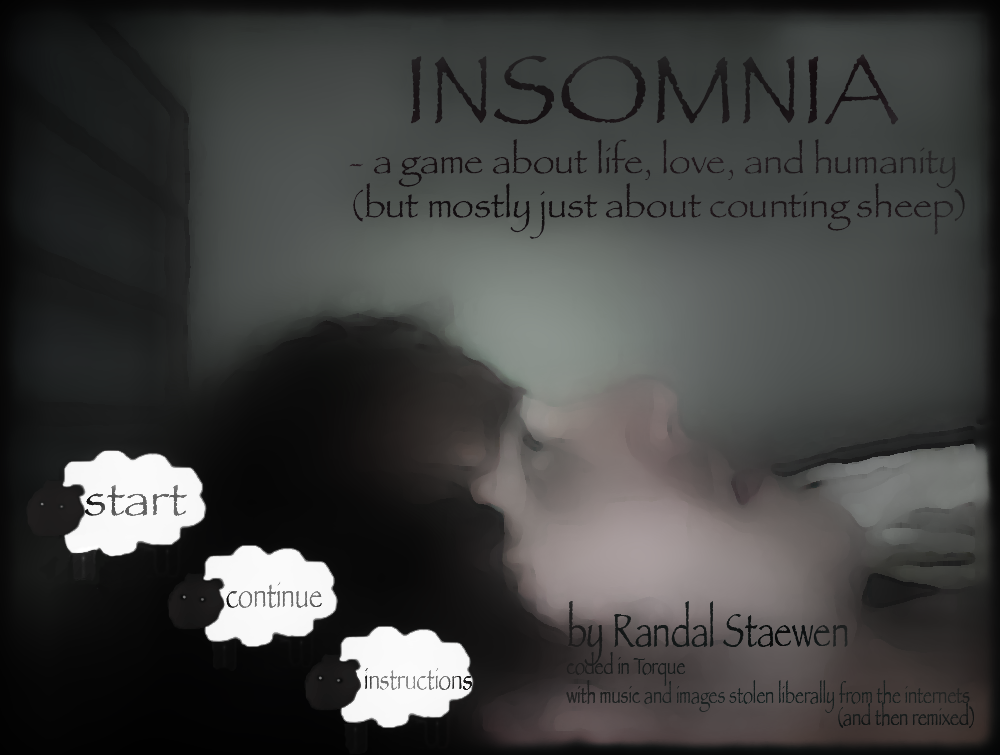 INSOMNIA
- a game about life, love, and humanity
(but mostly just about counting sheep)
start
continue
instructions
by Randal Staewen
coded in Torque
with music and images stolen liberally from the internets
(and then remixed)